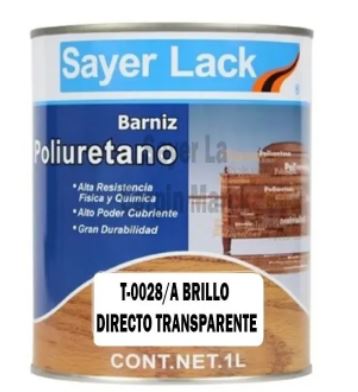 Sayer Lack
®
Barniz
Poliuretano
• Alta Resistencia
Física y Química
• Alto Poder Cubriente
• Gran Durabilidad
T-0028/A BRILLO
DIRECTO TRANSPARENTE
CONT.NET.1L